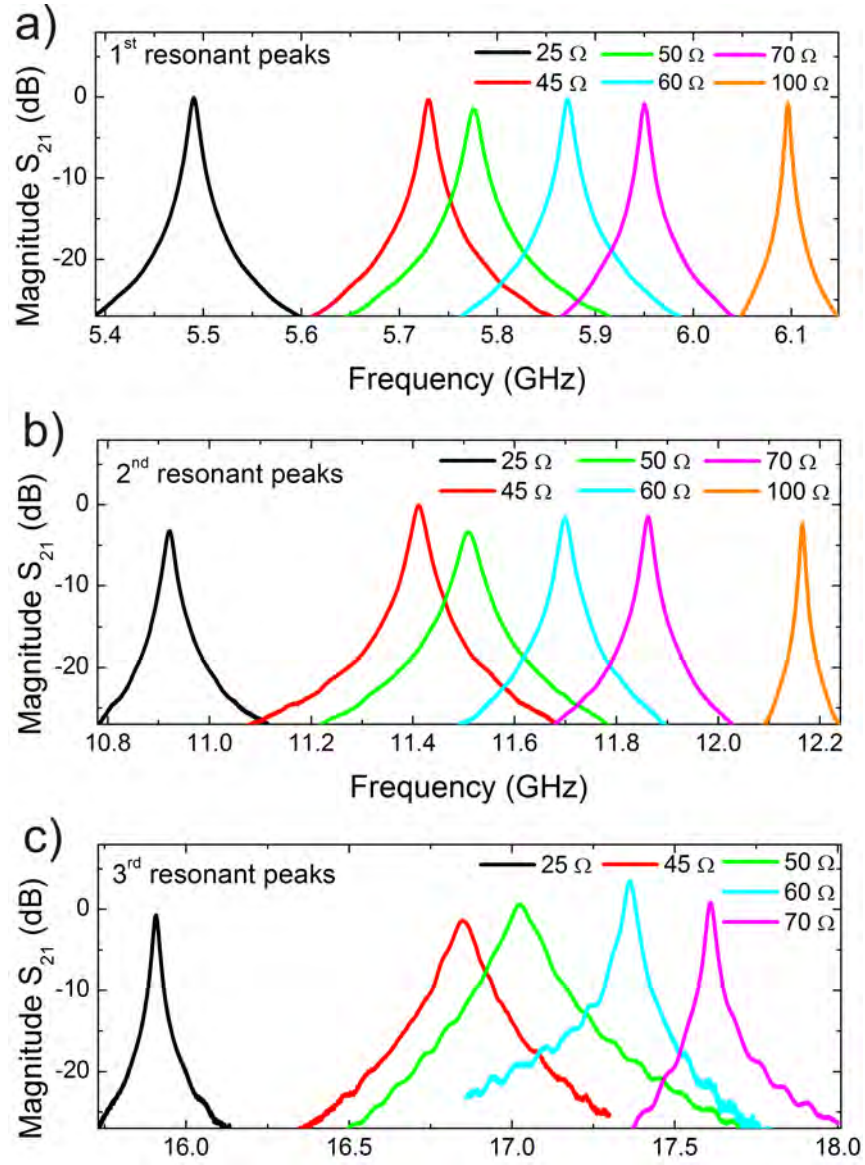 a)
1st resonant peaks
25 Ω 50 Ω 70 Ω
45 Ω 60 Ω 100 Ω
Magnitude S21 (dB)
0
-10
-20
5.4 5.5 5.6 5.7 5.8 5.9 6.0 6.1
Frequency (GHz)
b)
2nd resonant peaks
25 Ω 50 Ω 70 Ω
45 Ω 60 Ω 100 Ω
Magnitude S21 (dB)
0
-10
-20
10.8 11.0 11.2 11.4 11.6 11.8 12.0 12.2
Frequency (GHz)
c)
3rd resonant peaks
25 Ω 45 Ω 50 Ω
60 Ω
70 Ω
Magnitude S21 (dB)
0
-10
-20
16.0 16.5 17.0 17.5 18.0